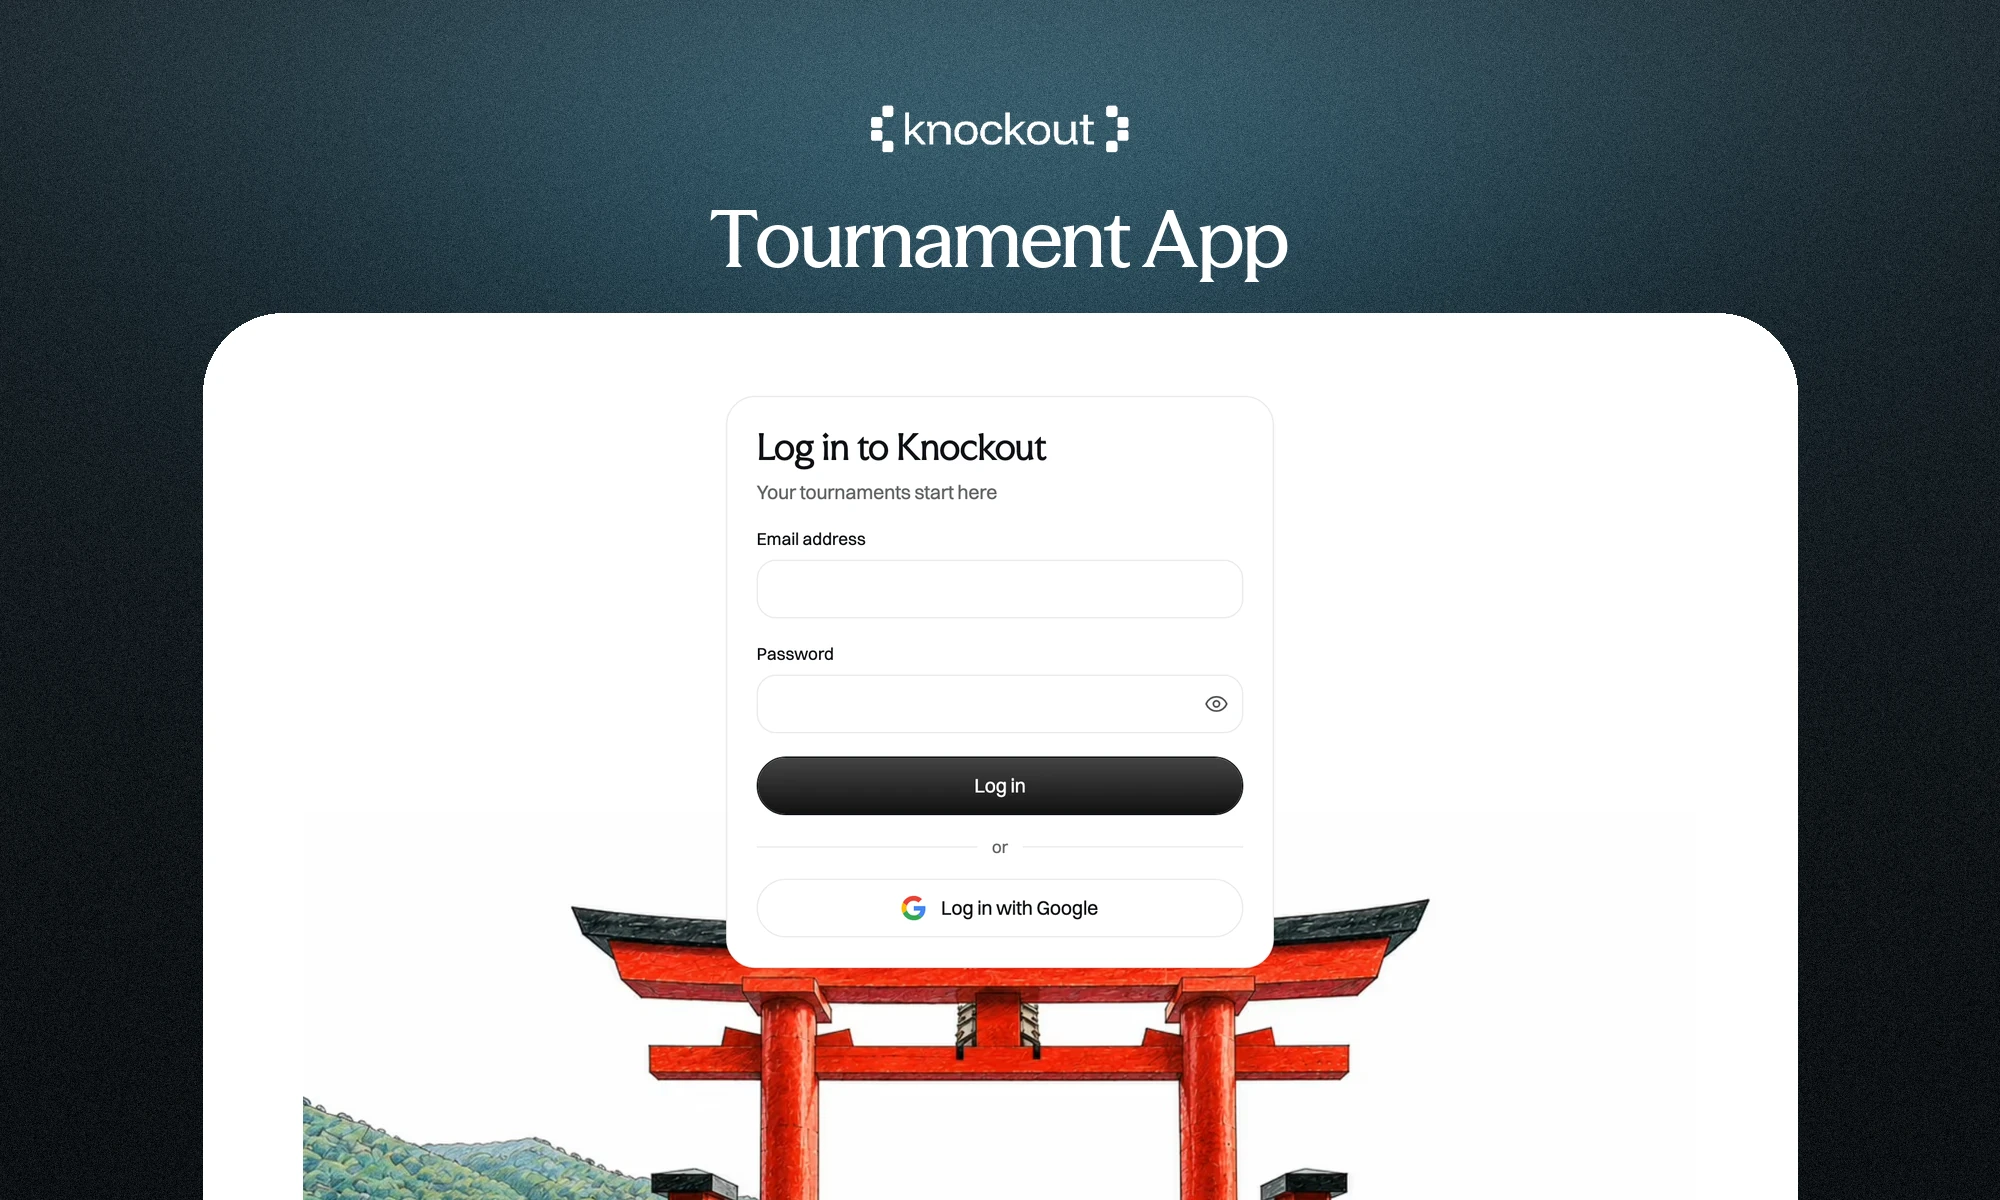 knockout
Tournament App
Log in to Knockout
Your tournaments start here
Email address
Password
Log in
or
Log in with Google